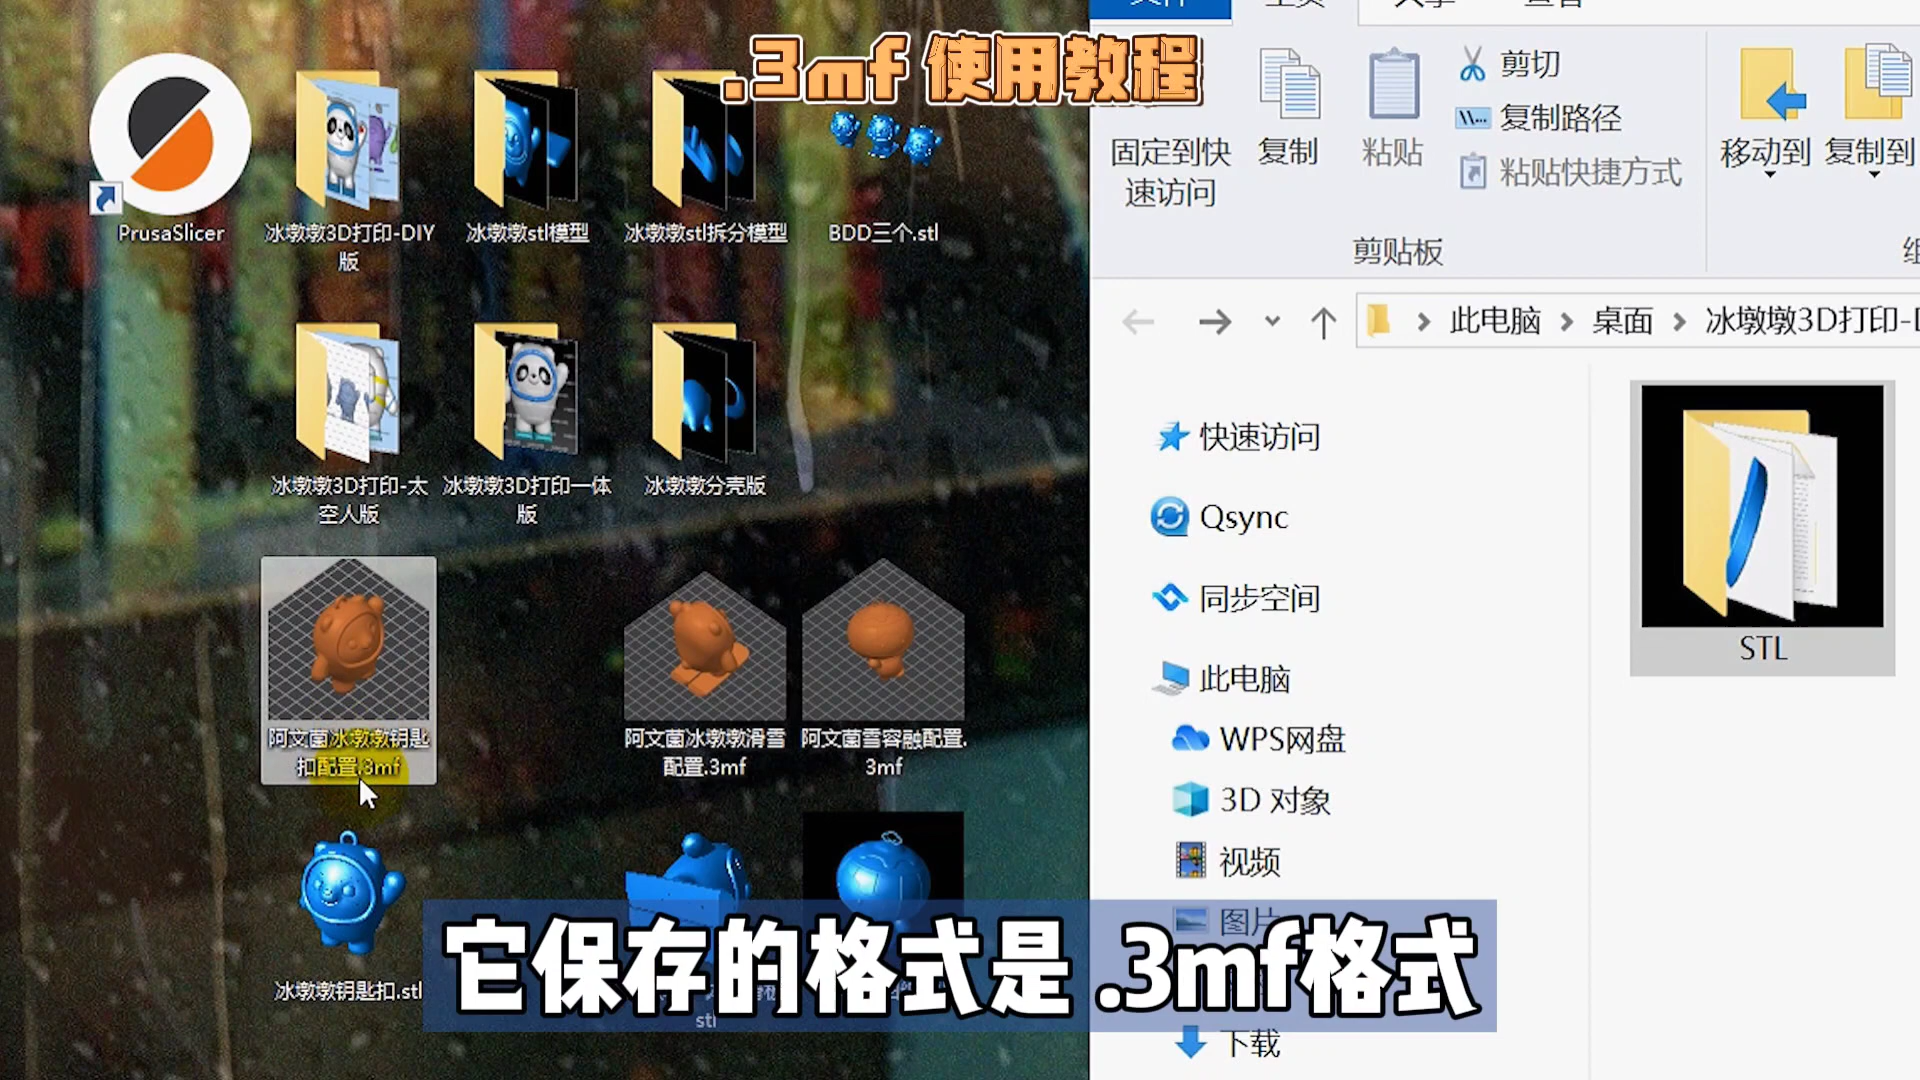 .3mf 使用教程
PrusaSlicer
冰墩墩3D打印-DIY
版
冰墩墩stl模型
冰墩墩stl拆分模型
BDD三个.stl
冰墩墩3D打印-太
空人版
冰墩墩3D打印一体
版
冰墩墩分壳版
阿文菌冰墩墩钥匙
扣配置.3mf
阿文菌冰墩墩滑雪
配置.3mf
阿文菌雪容融配置.
3mf
冰墩墩钥匙扣.stl
stl
剪切
复制路径
粘贴快捷方式
固定到快
速访问
复制
粘贴
移动到
复制到
剪贴板
此电脑
桌面
冰墩墩3D打印-D
快速访问
Qsync
同步空间
此电脑
WPS网盘
3D 对象
视频
图片
下载
STL
它保存的格式是 .3mf格式